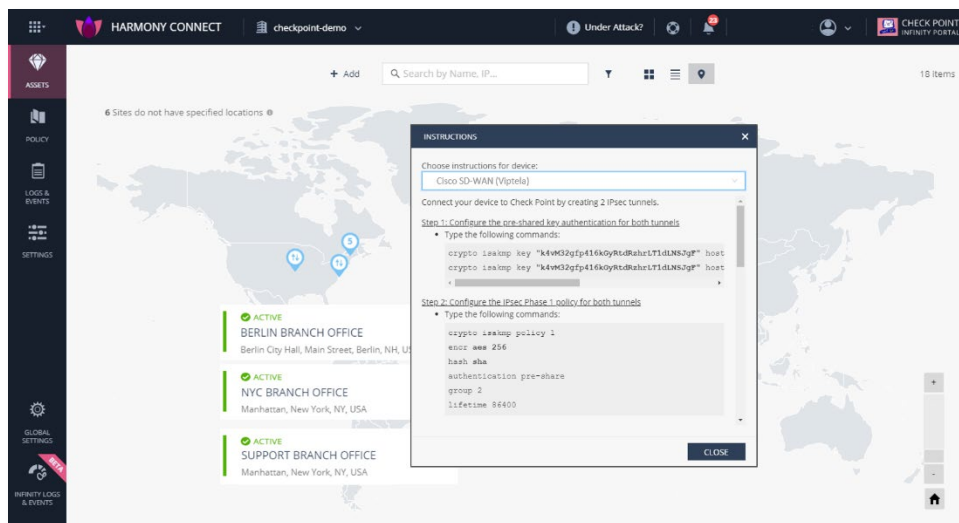 HARMONY CONNECT
checkpoint-demo
Under Attack?
23
CHECK POINT
INFINITY PORTAL
ASSETS
POLICY
LOGS &
EVENTS
SETTINGS
GLOBAL
SETTINGS
BETA
INFINITY LOGS
& EVENTS
+ Add
Search by Name, IP...
18 items
6 Sites do not have specified locations
5
ACTIVE
BERLIN BRANCH OFFICE
Berlin City Hall, Main Street, Berlin, NH, US
ACTIVE
NYC BRANCH OFFICE
Manhattan, New York, NY, USA
ACTIVE
SUPPORT BRANCH OFFICE
Manhattan, New York, NY, USA
INSTRUCTIONS
Choose instructions for device:
Cisco SD-WAN (Viptela)
Connect your device to Check Point by creating 2 IPsec tunnels.
Step 1: Configure the pre-shared key authentication for both tunnels
• Type the following commands:
crypto isakmp key "k4vM32gfp416kGyRtdRzhrLT1dLNSJgF" host
crypto isakmp key "k4vM32gfp416kGyRtdRzhrLT1dLNSJgF" host
Step 2: Configure the IPsec Phase 1 policy for both tunnels
• Type the following commands:
crypto isakmp policy 1
encr aes 256
hash sha
authentication pre-share
group 2
lifetime 86400
CLOSE
+
-